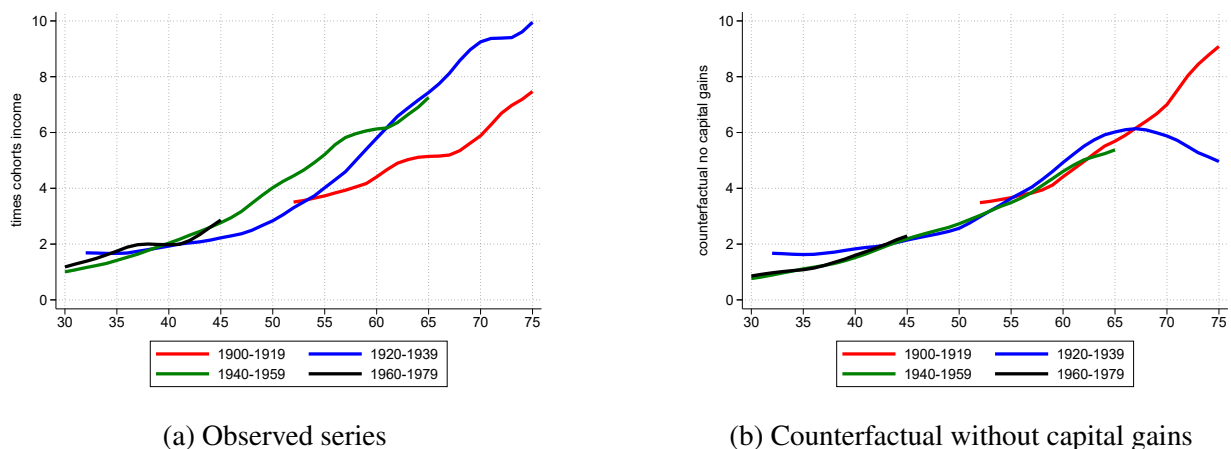 times cohorts income
10
8
6
4
2
0
30 35 40 45 50 55 60 65 70 75
1900-1919 1920-1939
1940-1959 1960-1979
(a) Observed series
counterfactual no capital gains
10
8
6
4
2
0
30 35 40 45 50 55 60 65 70 75
1900-1919 1920-1939
1940-1959 1960-1979
(b) Counterfactual without capital gains